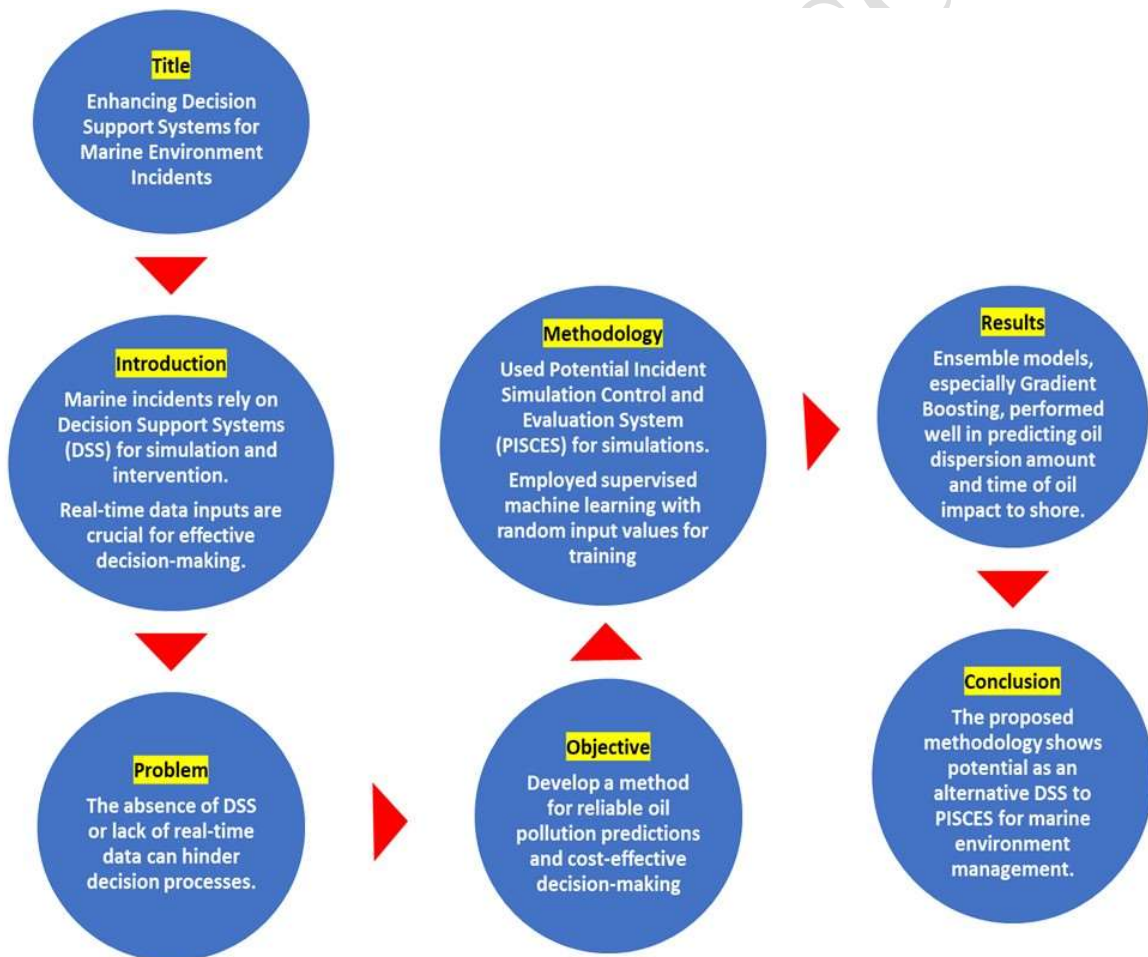 Title
Enhancing Decision
Support Systems for
Marine Environment
Incidents
Introduction
Marine incidents rely on
Decision Support Systems
(DSS) for simulation and
intervention.
Real-time data inputs are
crucial for effective
decision-making.
Problem
The absence of DSS
or lack of real-time
data can hinder
decision processes.
Objective
Develop a method
for reliable oil
pollution predictions
and cost-effective
decision-making
Methodology
Used Potential Incident
Simulation Control and
Evaluation System
(PISCES) for simulations.
Employed supervised
machine learning with
random input values for
training
Results
Ensemble models,
especially Gradient
Boosting, performed
well in predicting oil
dispersion amount
and time of oil
impact to shore.
Conclusion
The proposed
methodology shows
potential as an
alternative DSS to
PISCES for marine
environment
management.